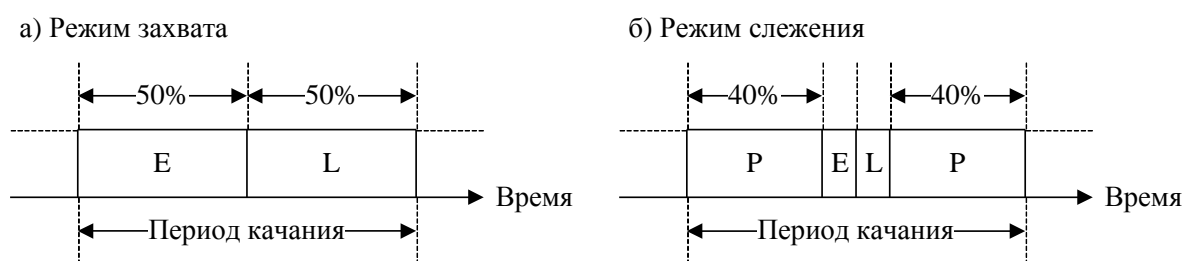 а) Режим захвата
б) Режим слежения
50% 50%
40% 40%
E L
P E L P
Время
Время
Период качания
Период качания